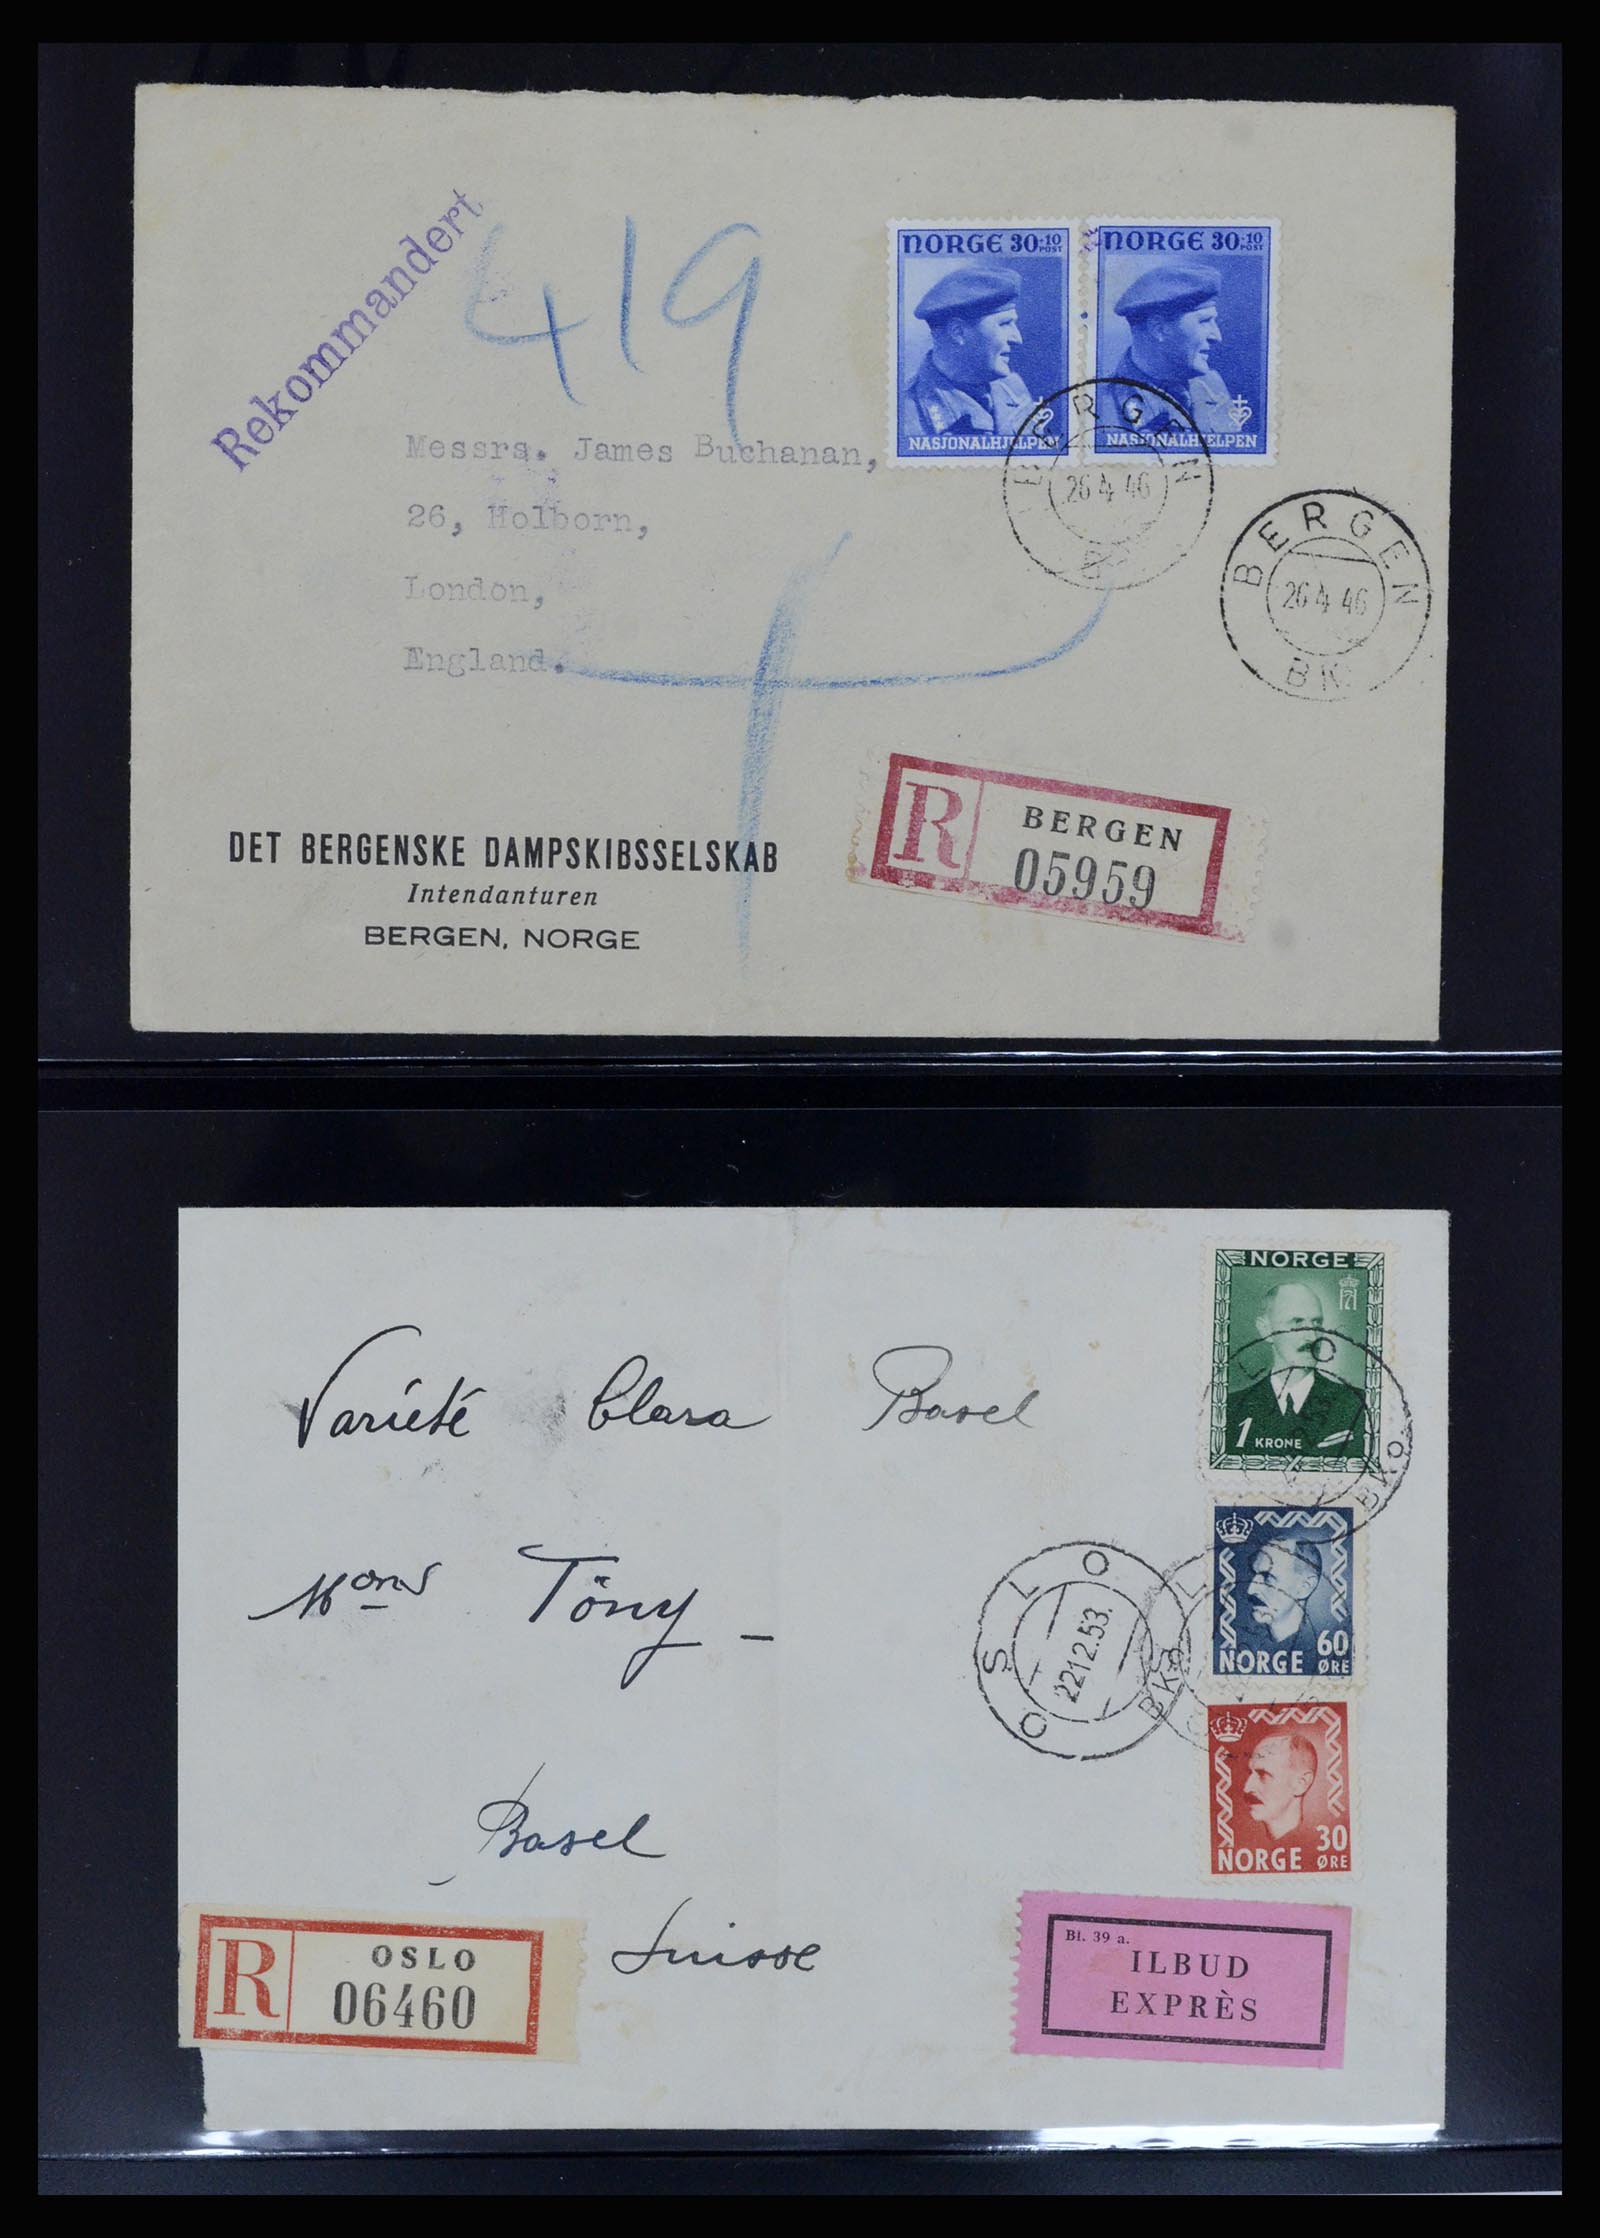 Rekommandert
419
NORGE 30+10
POST
NASJONALHJELPEN
NORGE 30+10
POST
NASJONALHJELPEN
Messrs. James Buchanan,
26, Holborn,
London,
England.
BERGEN
26 4 46
BERGEN
26 4 46
BK.
R
BERGEN
05959
DET BERGENSKE DAMPSKIBSSELSKAB
Intendanturen
BERGEN, NORGE
NORGE
1 KRONE
Variété Clara Basel
Mons Töny —
Basel
Suisse
OSLO
22 12.53.
BKo
OSLO
BKo
60
NORGE ØRE
30
NORGE ØRE
R
OSLO
06460
Bl. 39 a.
ILBUD
EXPRÈS